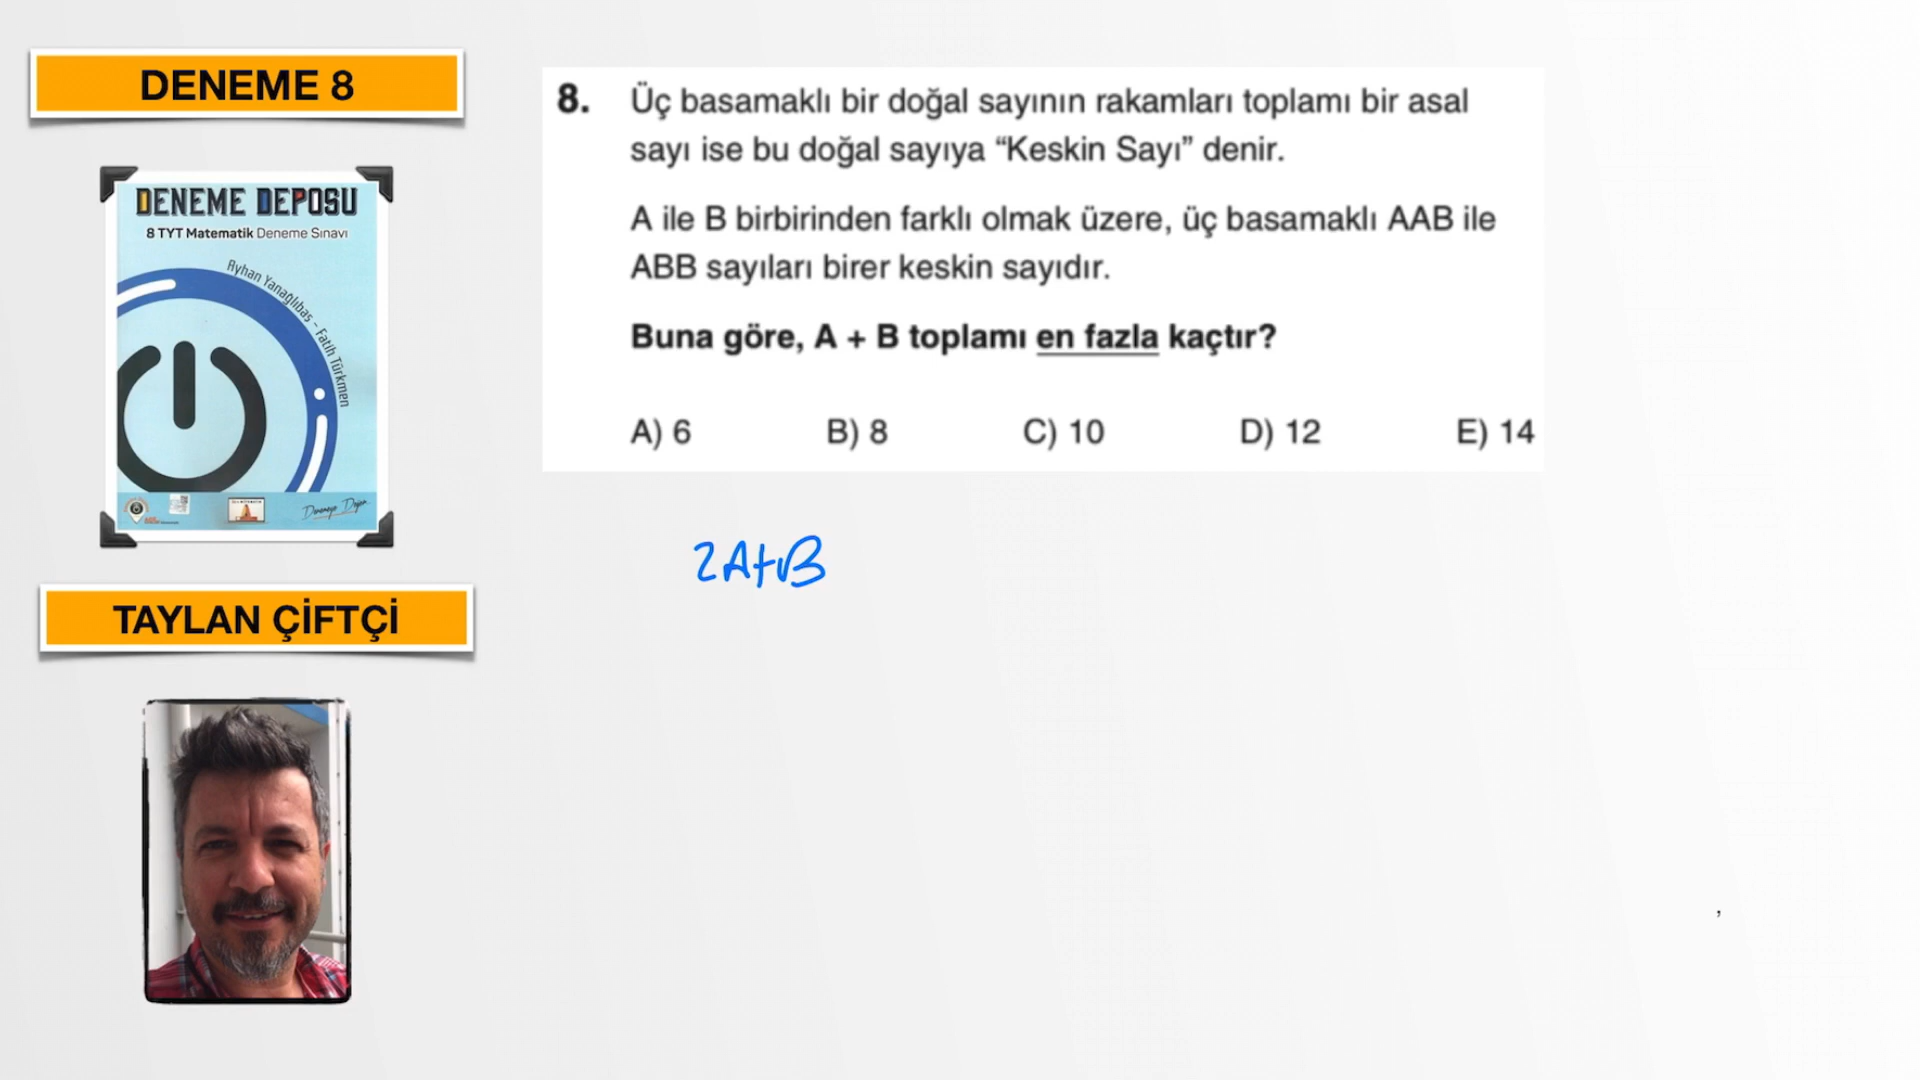 DENEME 8
DENEME DEPOSU
8 TYT Matematik Deneme Sınavı
Ayhan Yanağlıbaş - Fatih Türkmen
TAYLAN ÇİFTÇİ
8. Üç basamaklı bir doğal sayının rakamları toplamı bir asal
sayı ise bu doğal sayıya “Keskin Sayı” denir.
A ile B birbirinden farklı olmak üzere, üç basamaklı AAB ile
ABB sayıları birer keskin sayıdır.
Buna göre, A + B toplamı en fazla kaçtır?
A) 6 B) 8 C) 10 D) 12 E) 14
2A+B
,